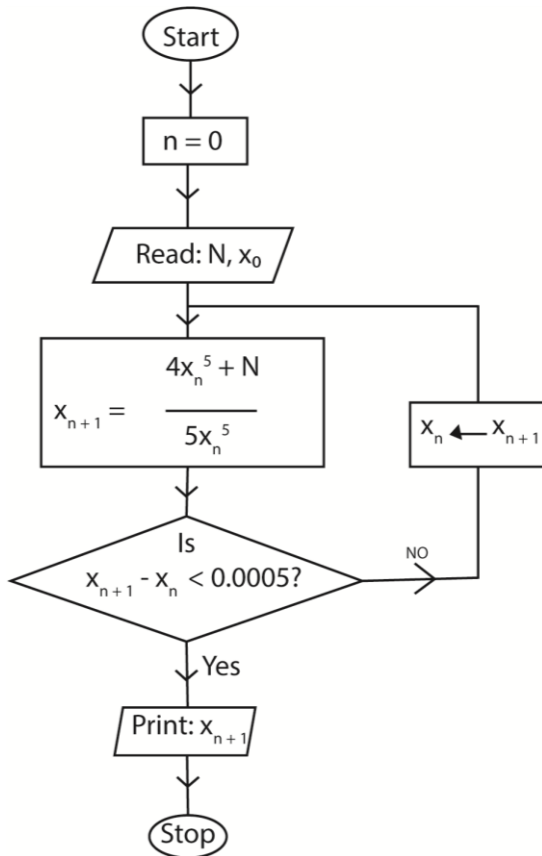 Start
n = 0
Read: N, x₀
xₙ₊₁ = (4xₙ⁵ + N) / (5xₙ⁵)
xₙ ← xₙ₊₁
Is
xₙ₊₁ - xₙ < 0.0005?
NO
Yes
Print: xₙ₊₁
Stop